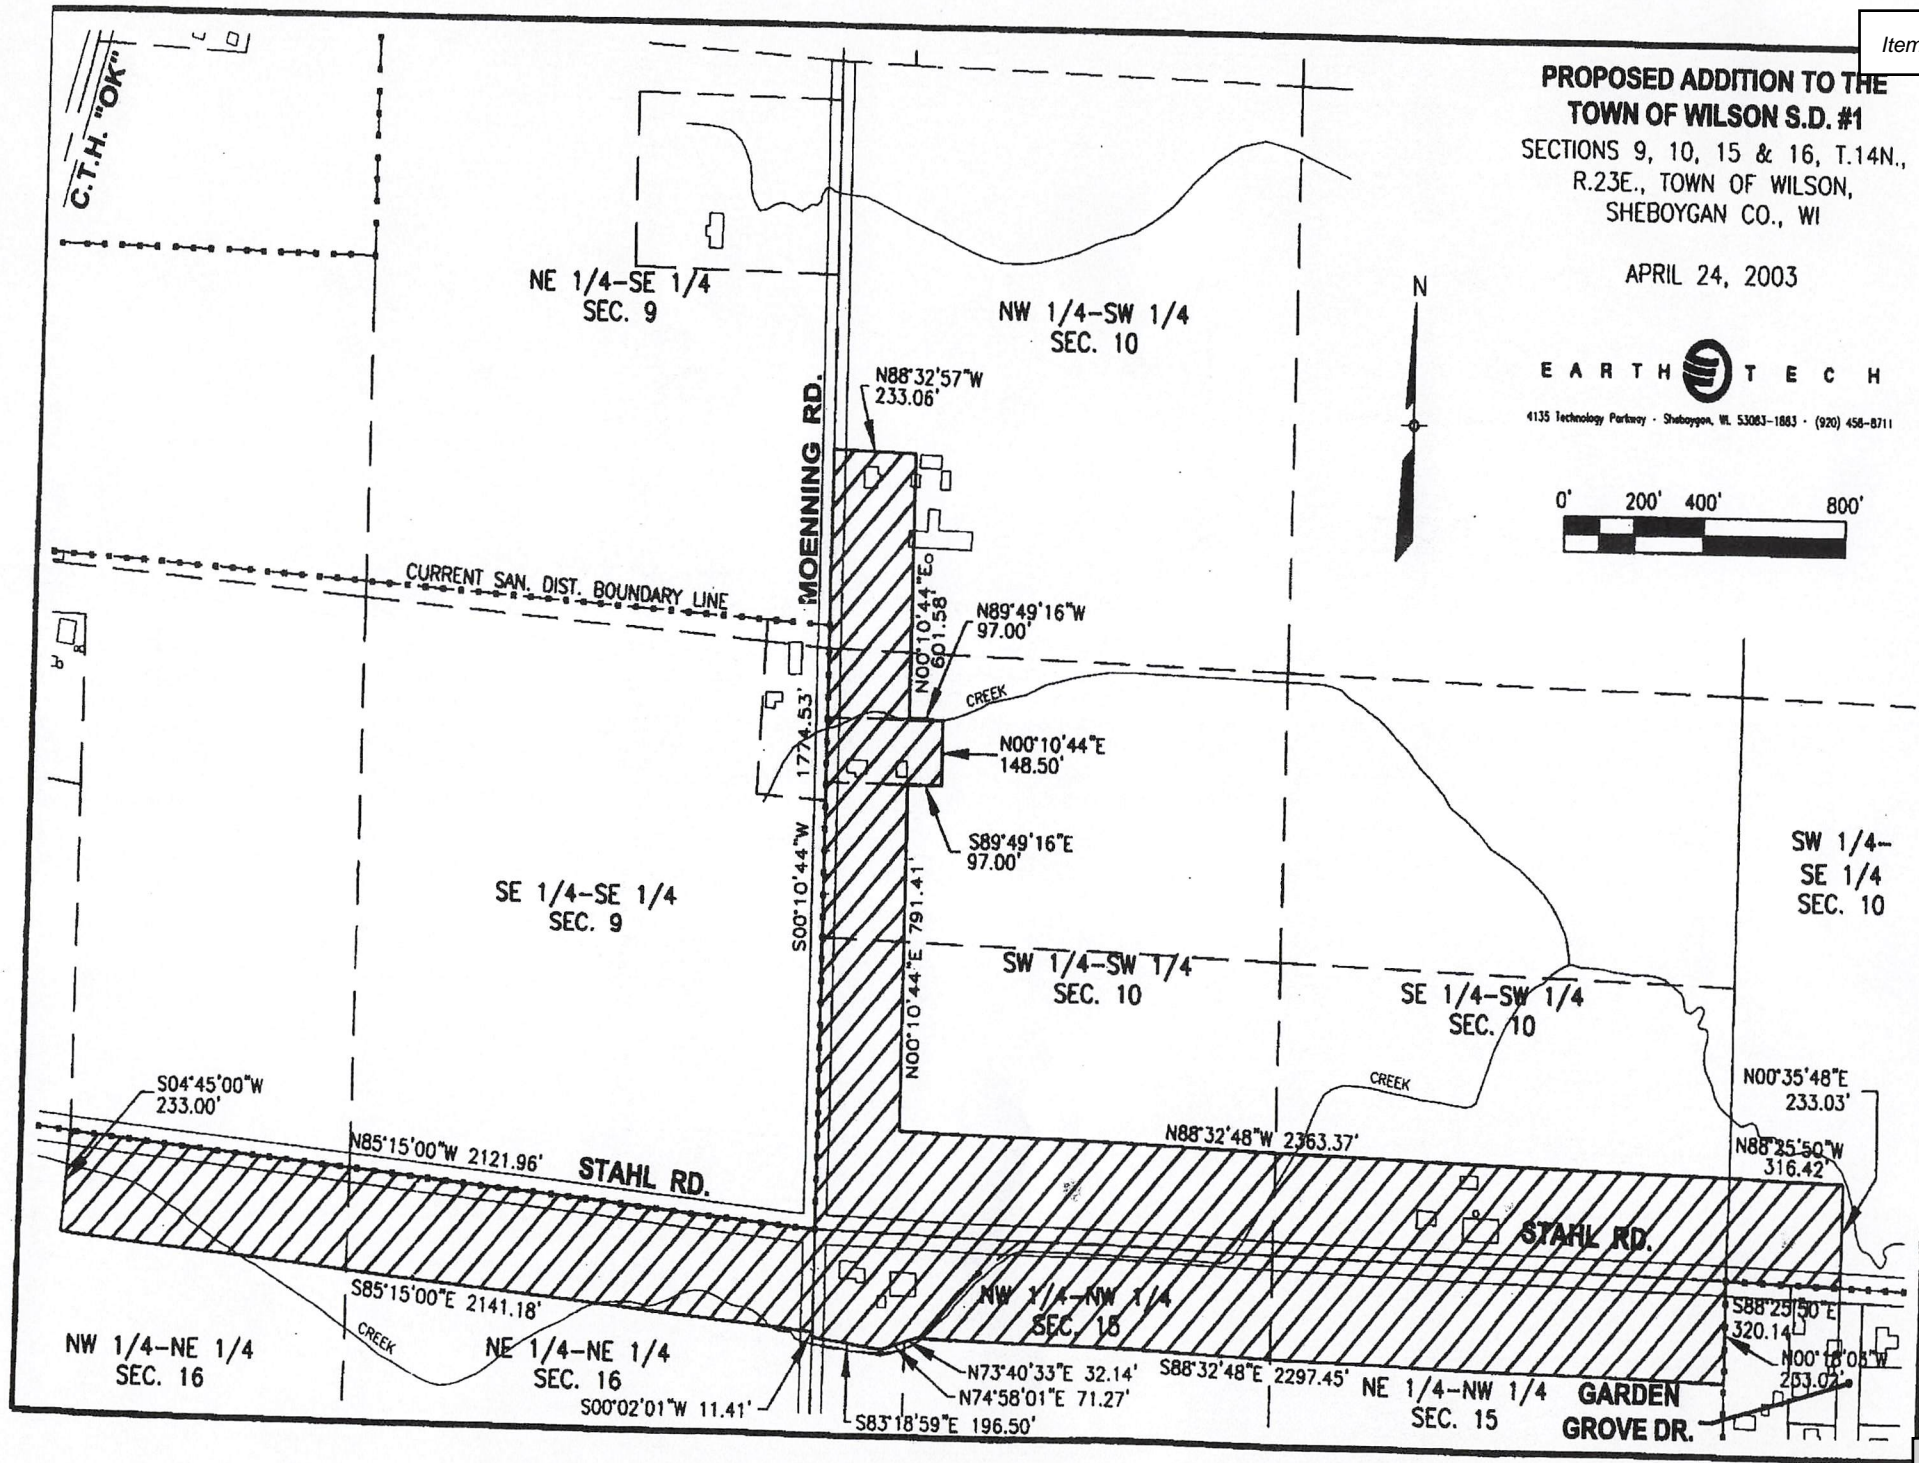 Item
PROPOSED ADDITION TO THE
TOWN OF WILSON S.D. #1
SECTIONS 9, 10, 15 & 16, T.14N.,
R.23E., TOWN OF WILSON,
SHEBOYGAN CO., WI
APRIL 24, 2003
EARTH TECH
4135 Technology Parkway - Sheboygan, WI. 53083-1883 - (920) 458-8711
0' 200' 400' 800'
N
C.T.H. "OK"
NE 1/4-SE 1/4
SEC. 9
NW 1/4-SW 1/4
SEC. 10
N88°32'57"W
233.06'
MOENNING RD.
CURRENT SAN. DIST. BOUNDARY LINE
N00°10'44"E
601.58'
N89°49'16"W
97.00'
CREEK
N00°10'44"E
148.50'
S89°49'16"E
97.00'
S00°10'44"W 1774.53'
N00°10'44"E 791.41'
SE 1/4-SE 1/4
SEC. 9
SW 1/4-SW 1/4
SEC. 10
SE 1/4-SW 1/4
SEC. 10
SW 1/4-
SE 1/4
SEC. 10
CREEK
N00°35'48"E
233.03'
S04°45'00"W
233.00'
N85°15'00"W 2121.96'
STAHL RD.
N88°32'48"W 2363.37'
N88°25'50"W
316.42'
STAHL RD.
S85°15'00"E 2141.18'
CREEK
NW 1/4-NE 1/4
SEC. 16
NE 1/4-NE 1/4
SEC. 16
NW 1/4-NW 1/4
SEC. 15
S88°25'50"E
320.14'
N00°18'03"W
233.07'
S00°02'01"W 11.41'
S83°18'59"E 196.50'
N74°58'01"E 71.27'
N73°40'33"E 32.14'
S88°32'48"E 2297.45'
NE 1/4-NW 1/4
SEC. 15
GARDEN
GROVE DR.